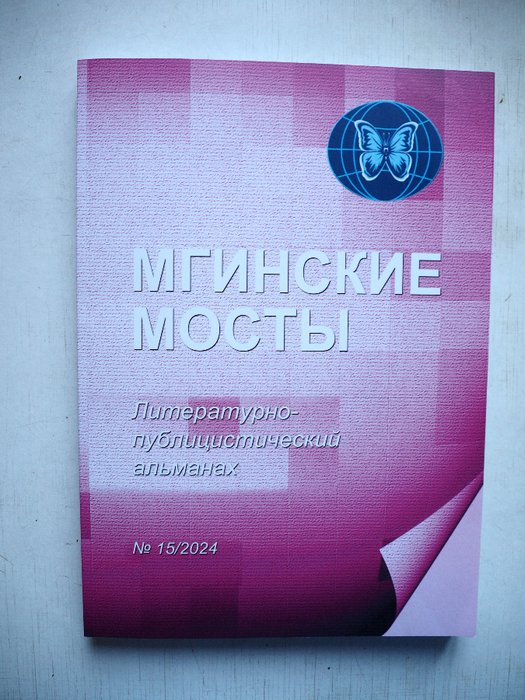 МГИНСКИЕ
МОСТЫ
Литературно-
публицистический
альманах
№ 15/2024